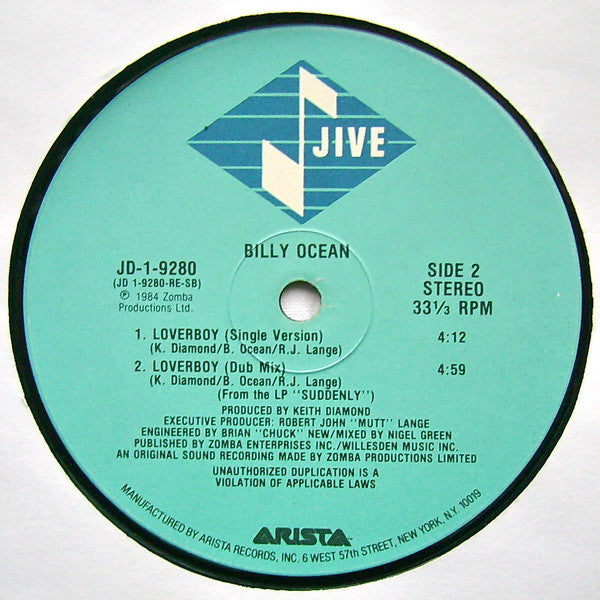 JIVE
BILLY OCEAN
JD-1-9280
(JD 1-9280-RE-SB)
℗ 1984 Zomba
Productions Ltd.
SIDE 2
STEREO
33⅓ RPM
1. LOVERBOY (Single Version) 4:12
(K. Diamond/B. Ocean/R.J. Lange)
2. LOVERBOY (Dub Mix) 4:59
(K. Diamond/B. Ocean/R.J. Lange)
(From the LP "SUDDENLY")
PRODUCED BY KEITH DIAMOND
EXECUTIVE PRODUCER: ROBERT JOHN "MUTT" LANGE
ENGINEERED BY BRIAN "CHUCK" NEW/MIXED BY NIGEL GREEN
PUBLISHED BY ZOMBA ENTERPRISES INC./WILLESDEN MUSIC INC.
AN ORIGINAL SOUND RECORDING MADE BY ZOMBA PRODUCTIONS LIMITED
UNAUTHORIZED DUPLICATION IS A
VIOLATION OF APPLICABLE LAWS
ARISTA
MANUFACTURED BY ARISTA RECORDS, INC. 6 WEST 57th STREET, NEW YORK, N.Y. 10019